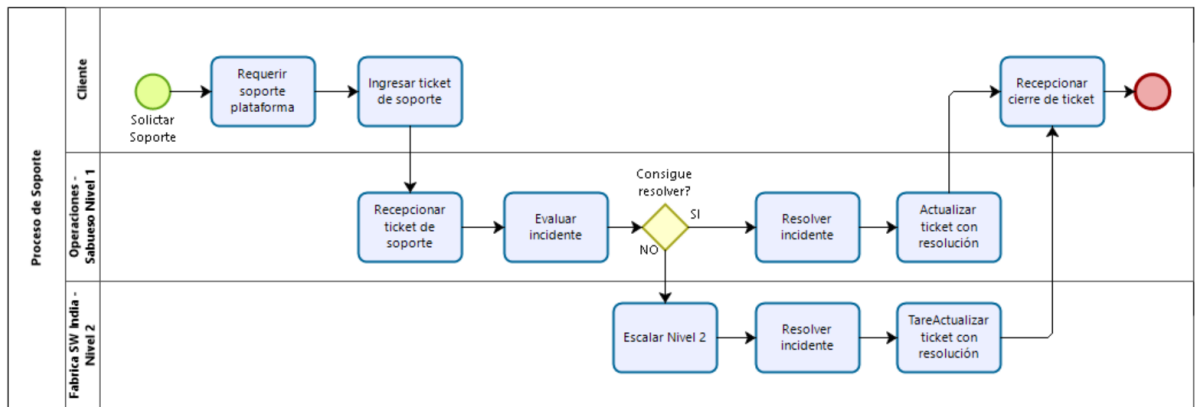 Proceso de Soporte
Cliente
Solictar
Soporte
Requerir
soporte
plataforma
Ingresar ticket
de soporte
Recepcionar
cierre de ticket
Operaciones -
Sabueso Nivel 1
Recepcionar
ticket de
soporte
Evaluar
incidente
Consigue
resolver?
SI
NO
Resolver
incidente
Actualizar
ticket con
resolución
Fabrica SW India -
Nivel 2
Escalar Nivel 2
Resolver
incidente
TareActualizar
ticket con
resolución